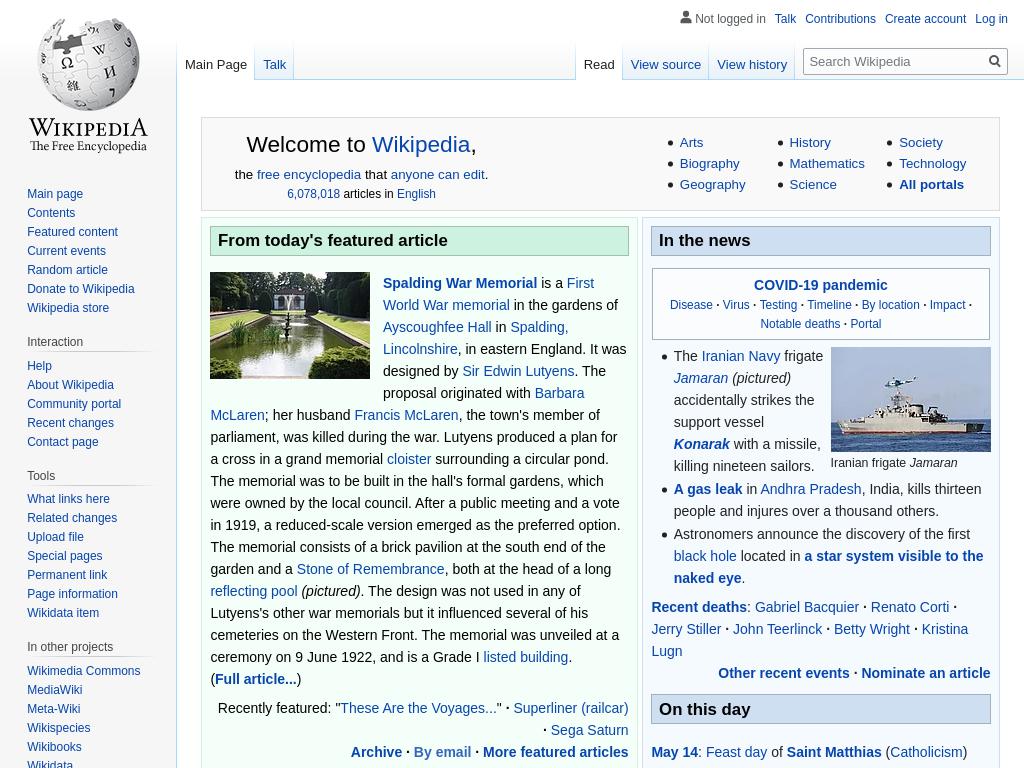 Not logged in Talk Contributions Create account Log in
Main Page Talk Read View source View history Search Wikipedia
Ω W И 維
WIKIPEDIA
The Free Encyclopedia
Main page
Contents
Featured content
Current events
Random article
Donate to Wikipedia
Wikipedia store
Interaction
Help
About Wikipedia
Community portal
Recent changes
Contact page
Tools
What links here
Related changes
Upload file
Special pages
Permanent link
Page information
Wikidata item
In other projects
Wikimedia Commons
MediaWiki
Meta-Wiki
Wikispecies
Wikibooks
Wikidata
Welcome to Wikipedia,
the free encyclopedia that anyone can edit.
6,078,018 articles in English
• Arts • History • Society
• Biography • Mathematics • Technology
• Geography • Science • All portals
From today's featured article
Spalding War Memorial is a First
World War memorial in the gardens of
Ayscoughfee Hall in Spalding,
Lincolnshire, in eastern England. It was
designed by Sir Edwin Lutyens. The
proposal originated with Barbara
McLaren; her husband Francis McLaren, the town's member of
parliament, was killed during the war. Lutyens produced a plan for
a cross in a grand memorial cloister surrounding a circular pond.
The memorial was to be built in the hall's formal gardens, which
were owned by the local council. After a public meeting and a vote
in 1919, a reduced-scale version emerged as the preferred option.
The memorial consists of a brick pavilion at the south end of the
garden and a Stone of Remembrance, both at the head of a long
reflecting pool (pictured). The design was not used in any of
Lutyens's other war memorials but it influenced several of his
cemeteries on the Western Front. The memorial was unveiled at a
ceremony on 9 June 1922, and is a Grade I listed building.
(Full article...)
Recently featured: "These Are the Voyages..." · Superliner (railcar)
· Sega Saturn
Archive · By email · More featured articles
In the news
COVID-19 pandemic
Disease · Virus · Testing · Timeline · By location · Impact ·
Notable deaths · Portal
• The Iranian Navy frigate
Jamaran (pictured)
accidentally strikes the
support vessel
Konarak with a missile,
killing nineteen sailors.
Iranian frigate Jamaran
• A gas leak in Andhra Pradesh, India, kills thirteen
people and injures over a thousand others.
• Astronomers announce the discovery of the first
black hole located in a star system visible to the
naked eye.
Recent deaths: Gabriel Bacquier · Renato Corti ·
Jerry Stiller · John Teerlinck · Betty Wright · Kristina
Lugn
Other recent events · Nominate an article
On this day
May 14: Feast day of Saint Matthias (Catholicism)